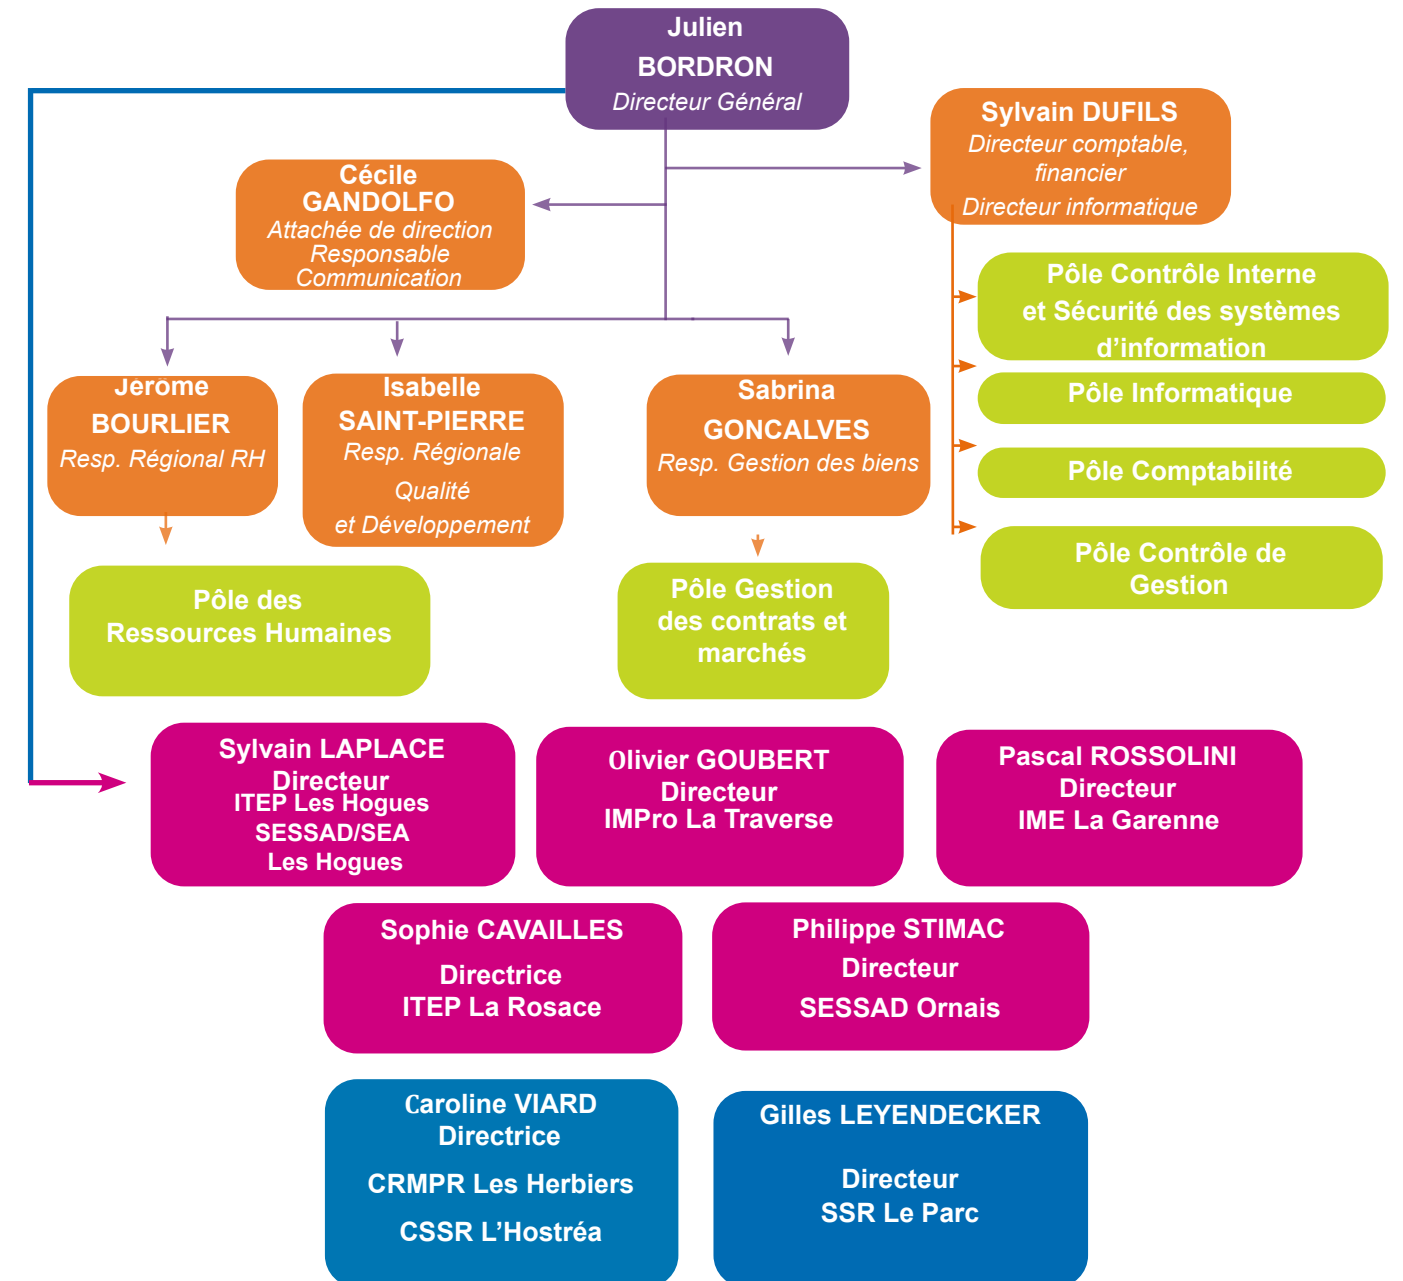 Julien
BORDRON
Directeur Général
Sylvain DUFILS
Directeur comptable,
financier
Directeur informatique
Cécile
GANDOLFO
Attachée de direction
Responsable
Communication
Pôle Contrôle Interne
et Sécurité des systèmes
d’information
Pôle Informatique
Pôle Comptabilité
Pôle Contrôle de
Gestion
Jérôme
BOURLIER
Resp. Régional RH
Isabelle
SAINT-PIERRE
Resp. Régionale
Qualité
et Développement
Sabrina
GONCALVES
Resp. Gestion des biens
Pôle des
Ressources Humaines
Pôle Gestion
des contrats et
marchés
Sylvain LAPLACE
Directeur
ITEP Les Hogues
SESSAD/SEA
Les Hogues
Olivier GOUBERT
Directeur
IMPro La Traverse
Pascal ROSSOLINI
Directeur
IME La Garenne
Sophie CAVAILLES
Directrice
ITEP La Rosace
Philippe STIMAC
Directeur
SESSAD Ornais
Caroline VIARD
Directrice
CRMPR Les Herbiers
CSSR L’Hostréa
Gilles LEYENDECKER
Directeur
SSR Le Parc